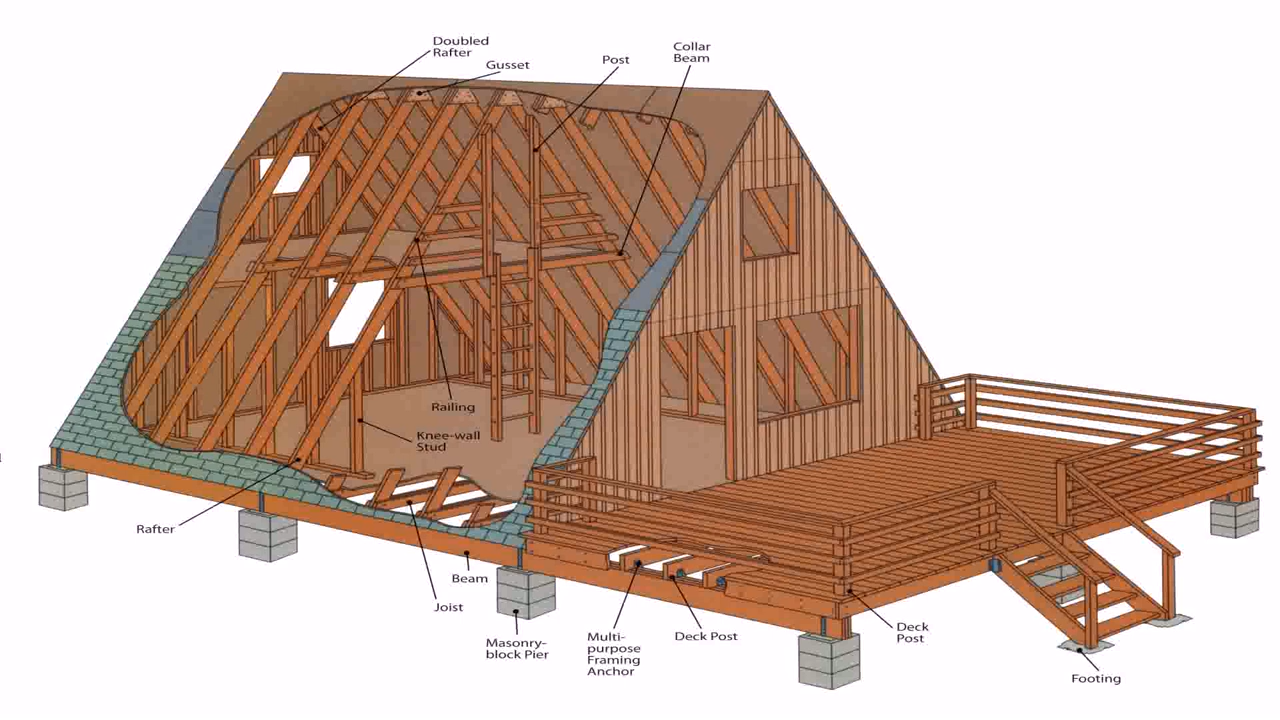 Doubled
Rafter
Gusset
Post
Collar
Beam
Railing
Knee-wall
Stud
Rafter
Beam
Joist
Masonry-
block Pier
Multi-
purpose
Framing
Anchor
Deck Post
Deck
Post
Footing